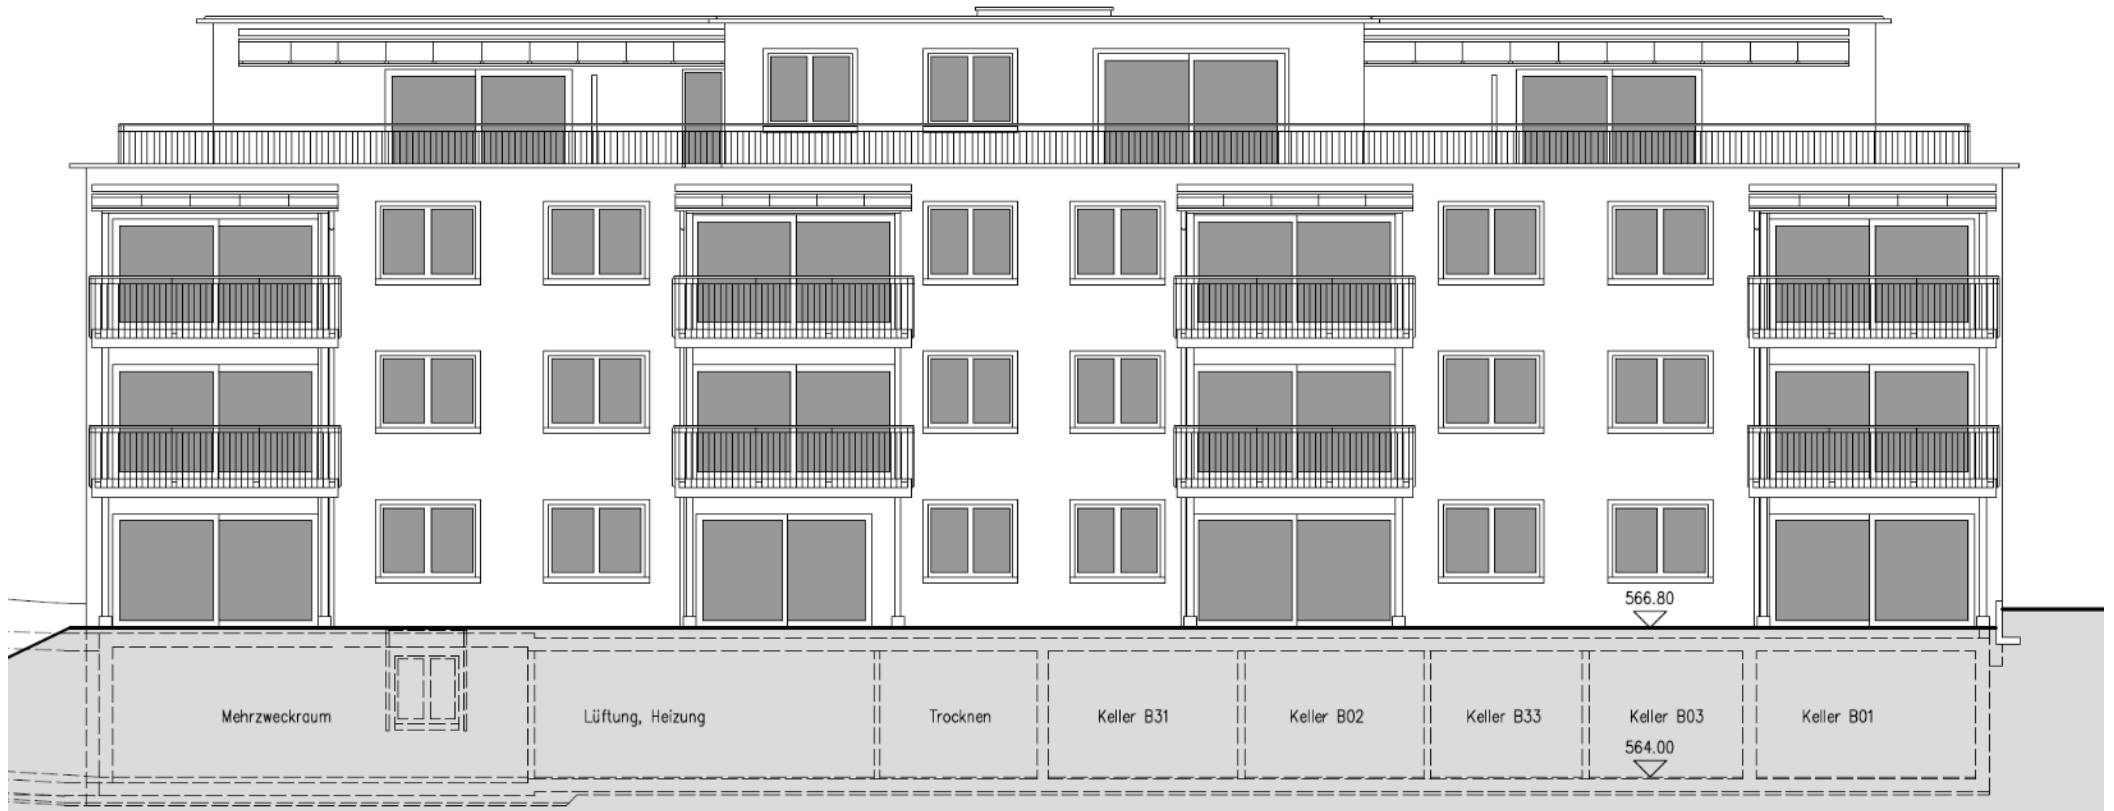 566.80
Mehrzweckraum
Lüftung, Heizung
Trocknen
Keller B31
Keller B02
Keller B33
Keller B03
Keller B01
564.00